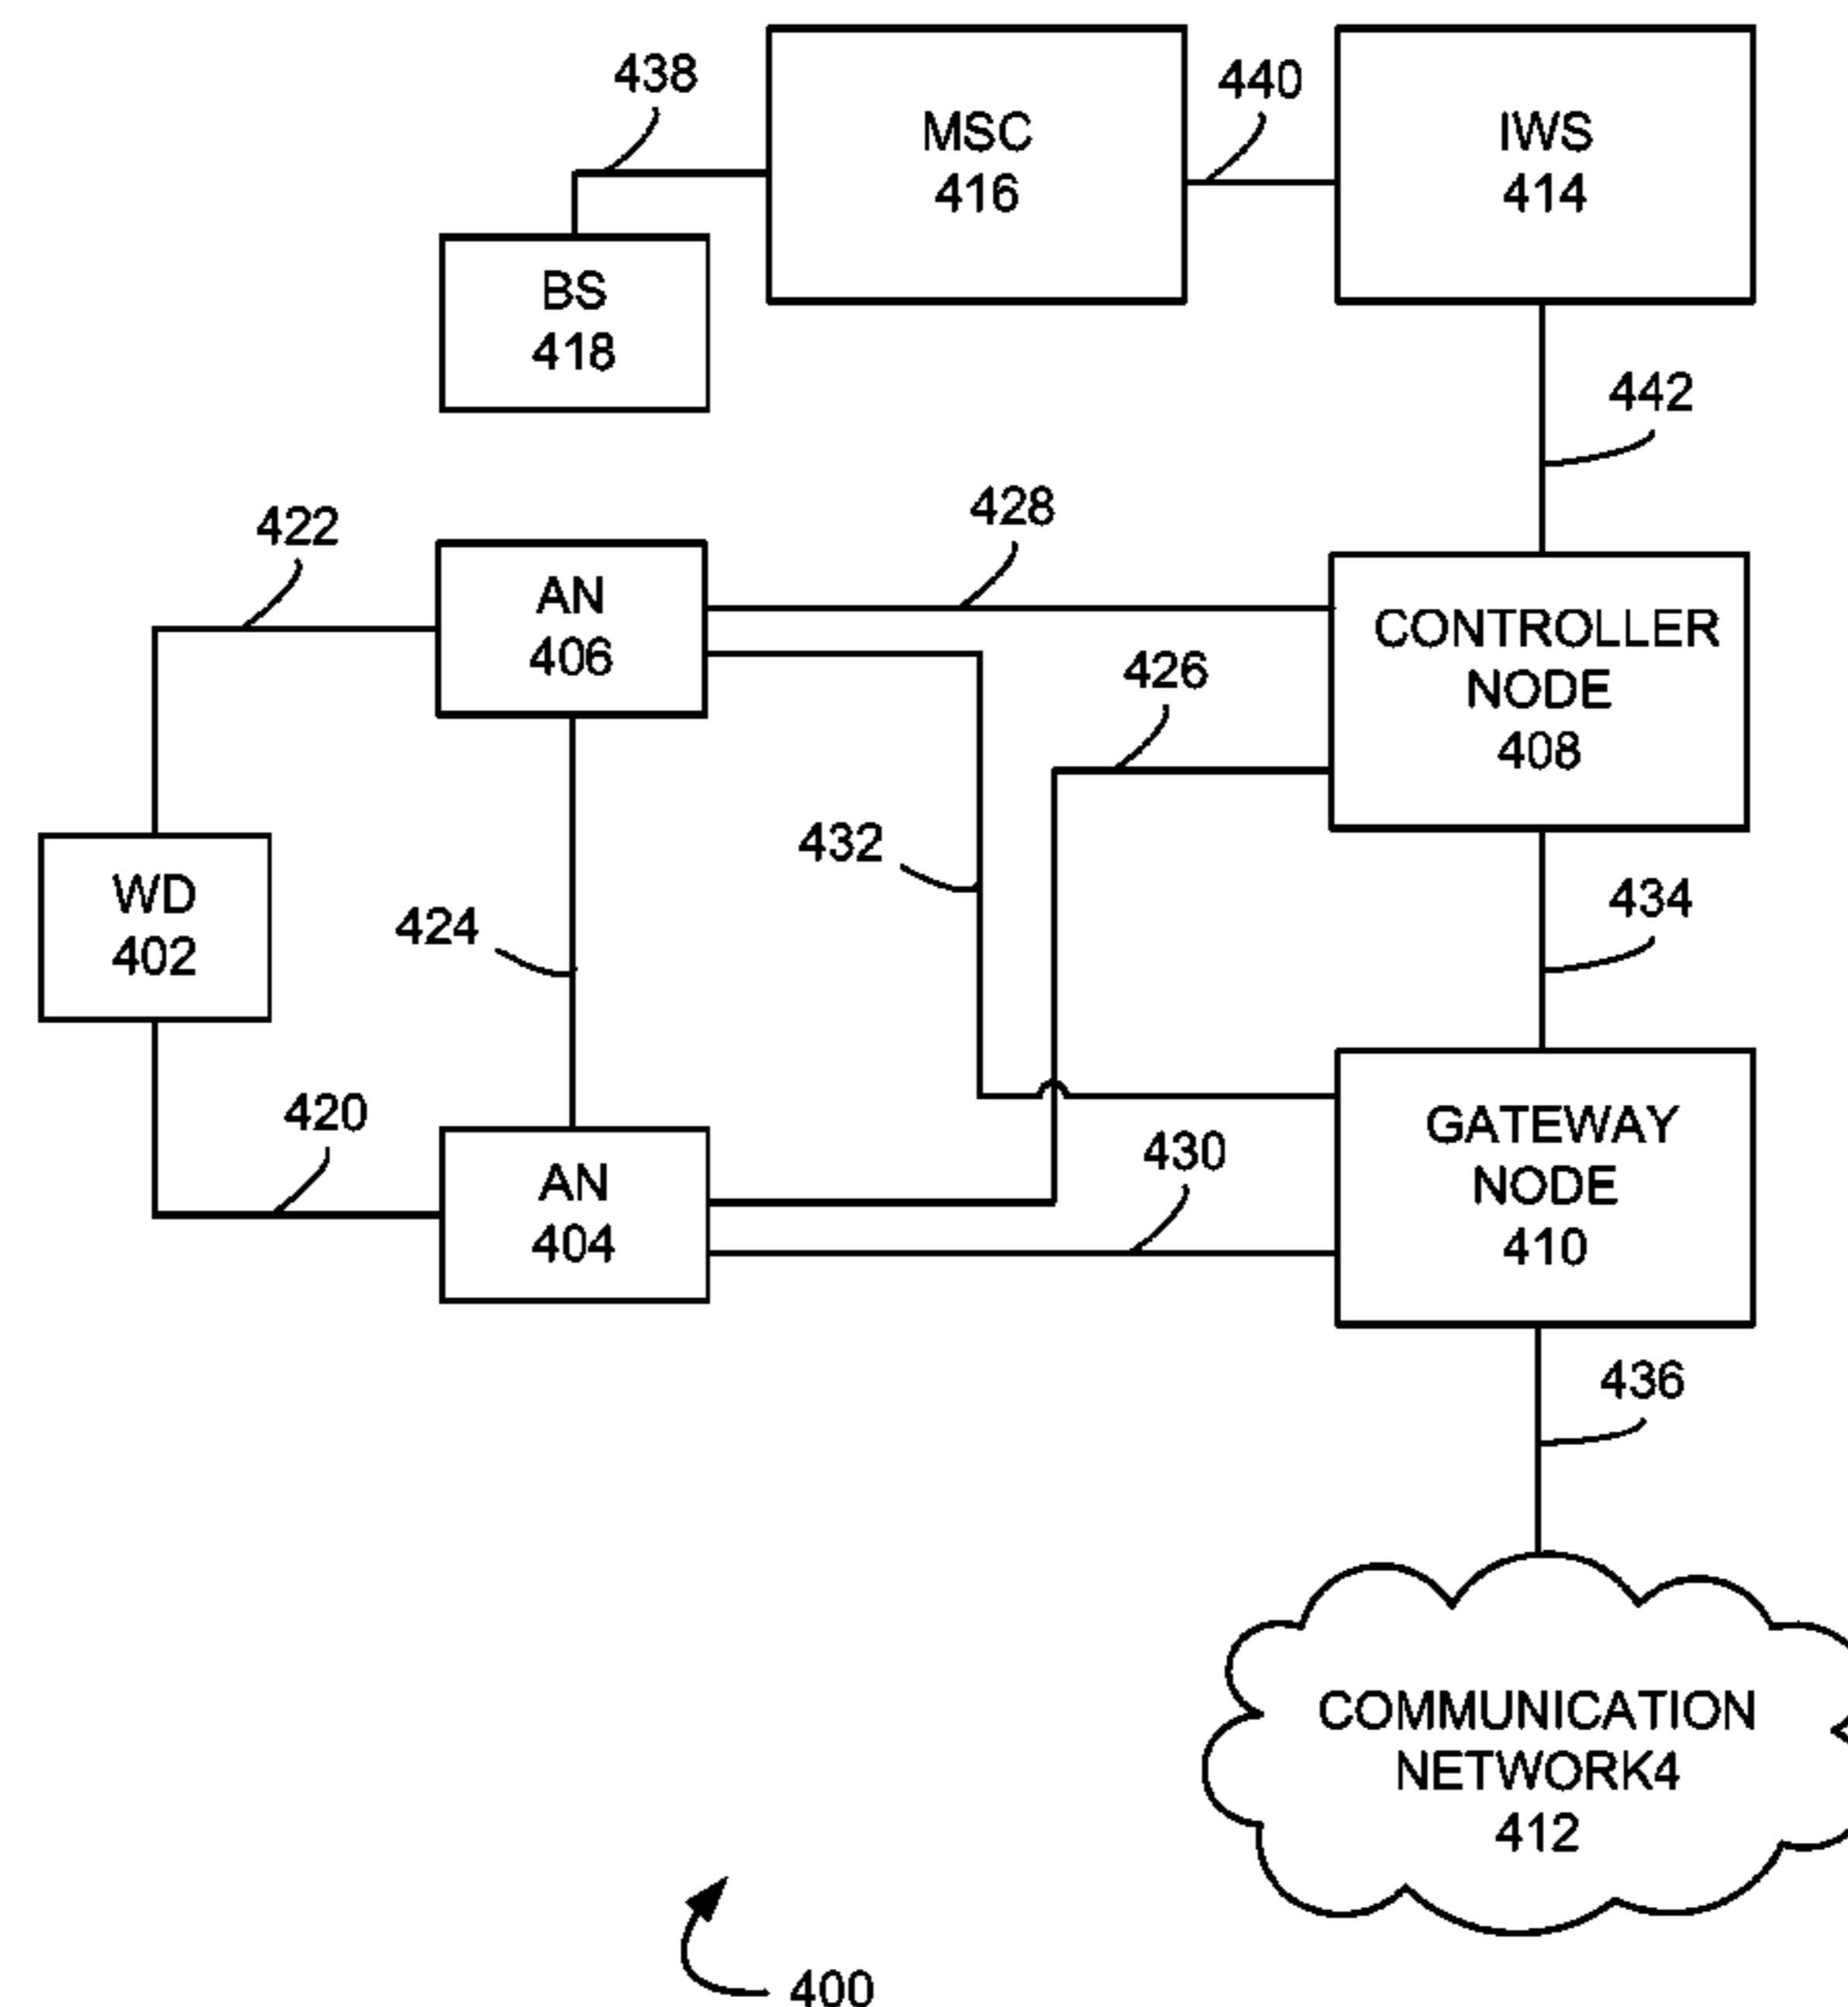 438
MSC
416
440
IWS
414
BS
418
442
422
428
AN
406
CONTROLLER
NODE
408
426
432
WD
402
424
434
420
AN
404
430
GATEWAY
NODE
410
436
COMMUNICATION
NETWORK4
412
400